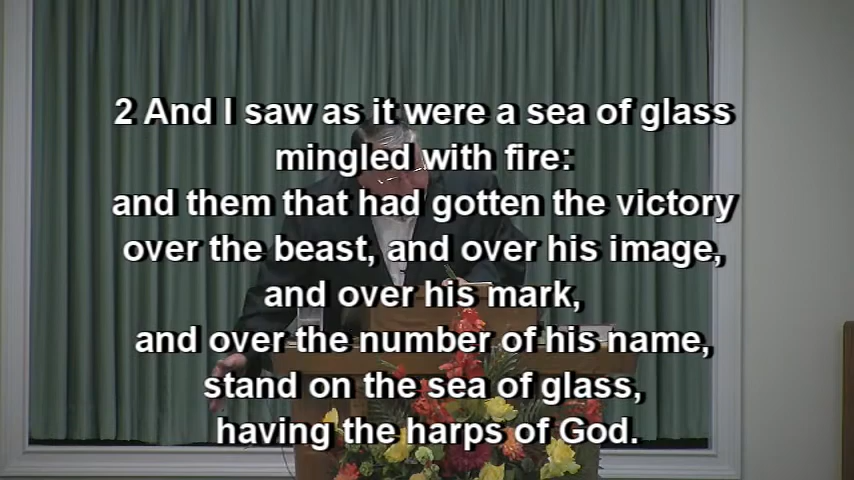 2 And I saw as it were a sea of glass
mingled with fire:
and them that had gotten the victory
over the beast, and over his image,
and over his mark,
and over the number of his name,
stand on the sea of glass,
having the harps of God.